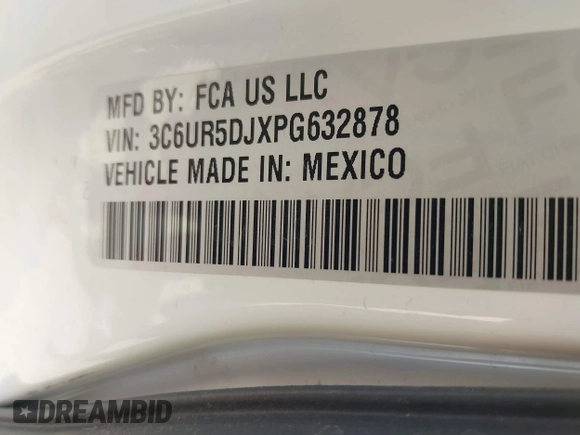 MFD BY: FCA US LLC
VIN: 3C6UR5DJXPG632878
VEHICLE MADE IN: MEXICO
DREAMBID